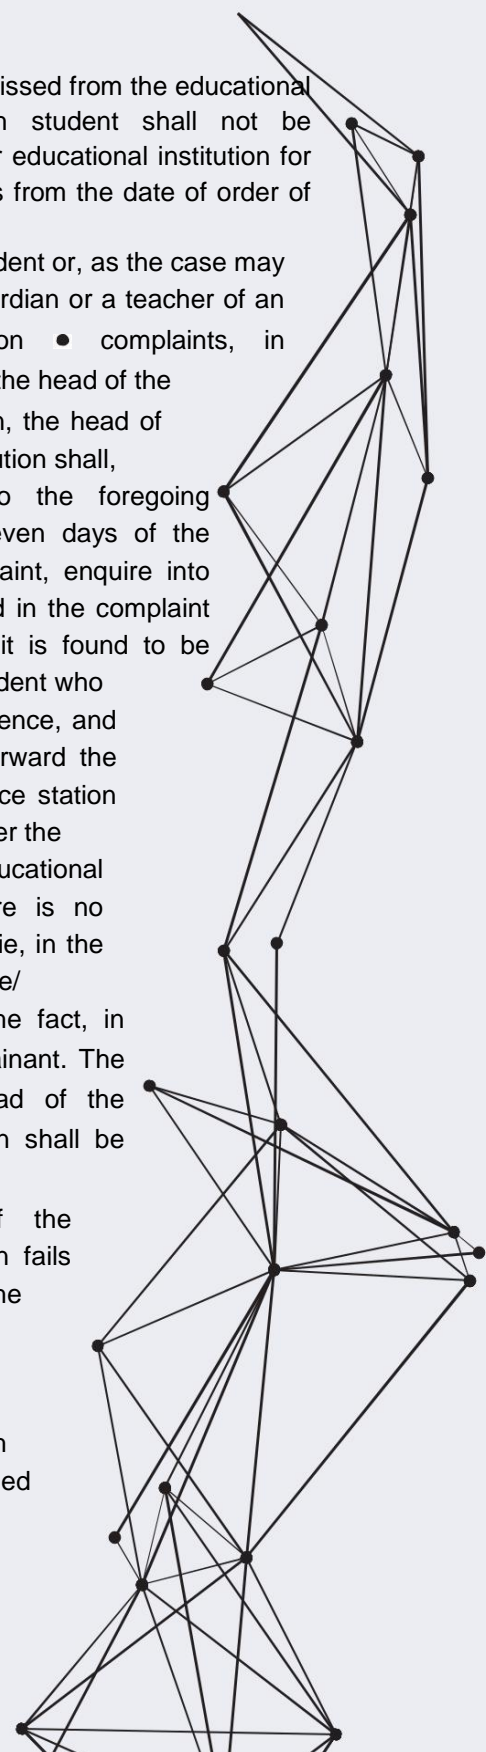 issed from the educational
n student shall not be
r educational institution for
s from the date of order of
dent or, as the case may
rdian or a teacher of an
on • complaints, in
the head of the
n, the head of
ution shall,
o the foregoing
even days of the
aint, enquire into
d in the complaint
it is found to be
dent who
ence, and
rward the
ce station
er the
ucational
re is no
ie, in the
e/
ne fact, in
ainant. The
ad of the
n shall be
f the
n fails
ne
n
ed